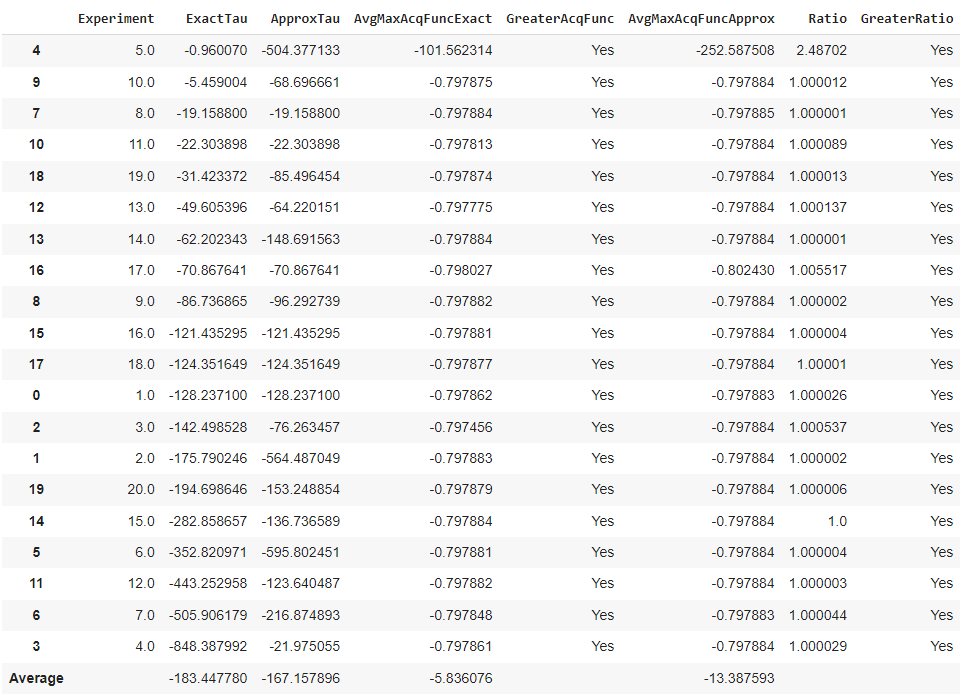 Experiment ExactTau ApproxTau AvgMaxAcqFuncExact GreaterAcqFunc AvgMaxAcqFuncApprox Ratio GreaterRatio
4 5.0 -0.960070 -504.377133 -101.562314 Yes -252.587508 2.48702 Yes
9 10.0 -5.459004 -68.696661 -0.797875 Yes -0.797884 1.000012 Yes
7 8.0 -19.158800 -19.158800 -0.797884 Yes -0.797885 1.000001 Yes
10 11.0 -22.303898 -22.303898 -0.797813 Yes -0.797884 1.000089 Yes
18 19.0 -31.423372 -85.496454 -0.797874 Yes -0.797884 1.000013 Yes
12 13.0 -49.605396 -64.220151 -0.797775 Yes -0.797884 1.000137 Yes
13 14.0 -62.202343 -148.691563 -0.797884 Yes -0.797884 1.000001 Yes
16 17.0 -70.867641 -70.867641 -0.798027 Yes -0.802430 1.005517 Yes
8 9.0 -86.736865 -96.292739 -0.797882 Yes -0.797884 1.000002 Yes
15 16.0 -121.435295 -121.435295 -0.797881 Yes -0.797884 1.000004 Yes
17 18.0 -124.351649 -124.351649 -0.797877 Yes -0.797884 1.00001 Yes
0 1.0 -128.237100 -128.237100 -0.797862 Yes -0.797883 1.000026 Yes
2 3.0 -142.498528 -76.263457 -0.797456 Yes -0.797884 1.000537 Yes
1 2.0 -175.790246 -564.487049 -0.797883 Yes -0.797884 1.000002 Yes
19 20.0 -194.698646 -153.248854 -0.797879 Yes -0.797884 1.000006 Yes
14 15.0 -282.858657 -136.736589 -0.797884 Yes -0.797884 1.0 Yes
5 6.0 -352.820971 -595.802451 -0.797881 Yes -0.797884 1.000004 Yes
11 12.0 -443.252958 -123.640487 -0.797882 Yes -0.797884 1.000003 Yes
6 7.0 -505.906179 -216.874893 -0.797848 Yes -0.797883 1.000044 Yes
3 4.0 -848.387992 -21.975055 -0.797861 Yes -0.797884 1.000029 Yes
Average -183.447780 -167.157896 -5.836076 -13.387593